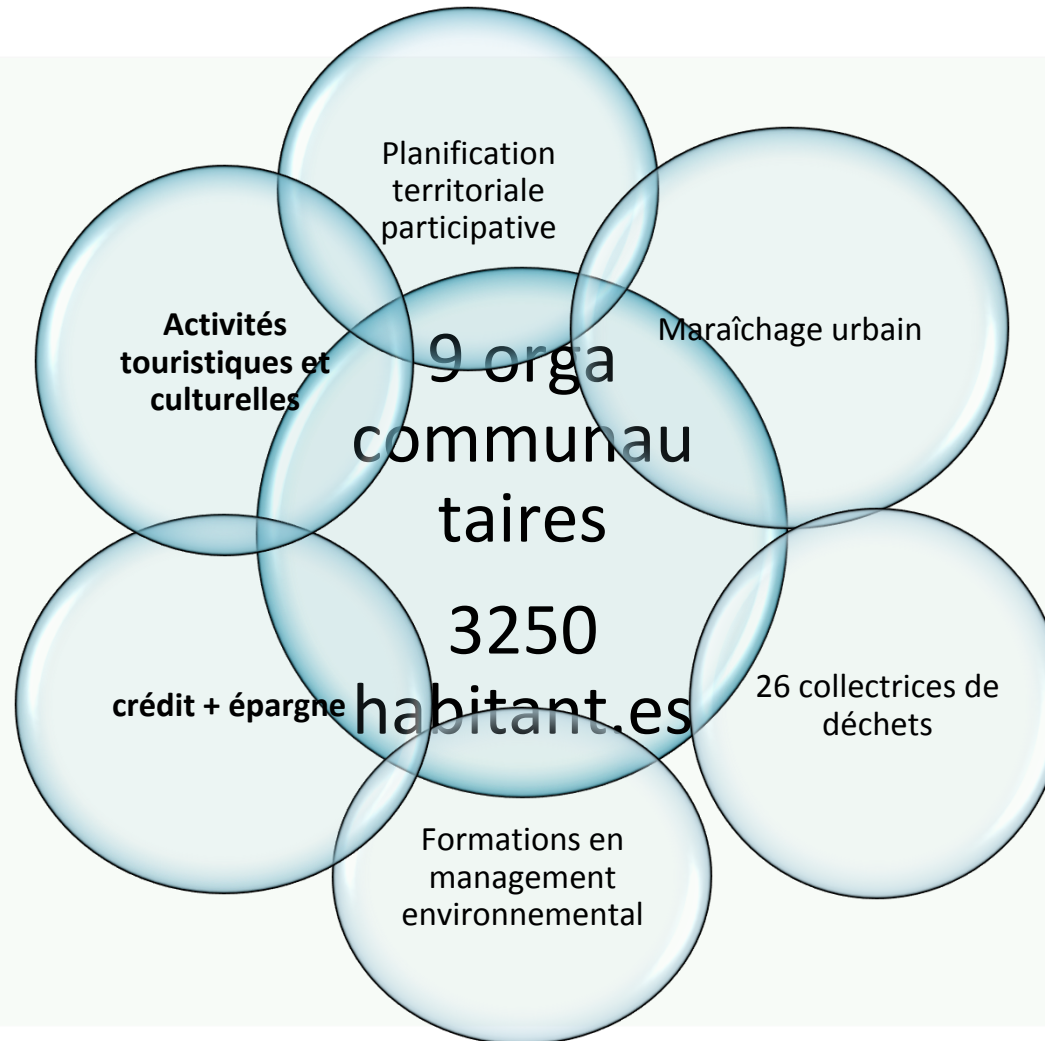 Planification
territoriale
participative
Maraîchage urbain
Activités
touristiques et
culturelles
9 orga
communau
taires
3250
habitant.es
crédit + épargne
26 collectrices de
déchets
Formations en
management
environnemental